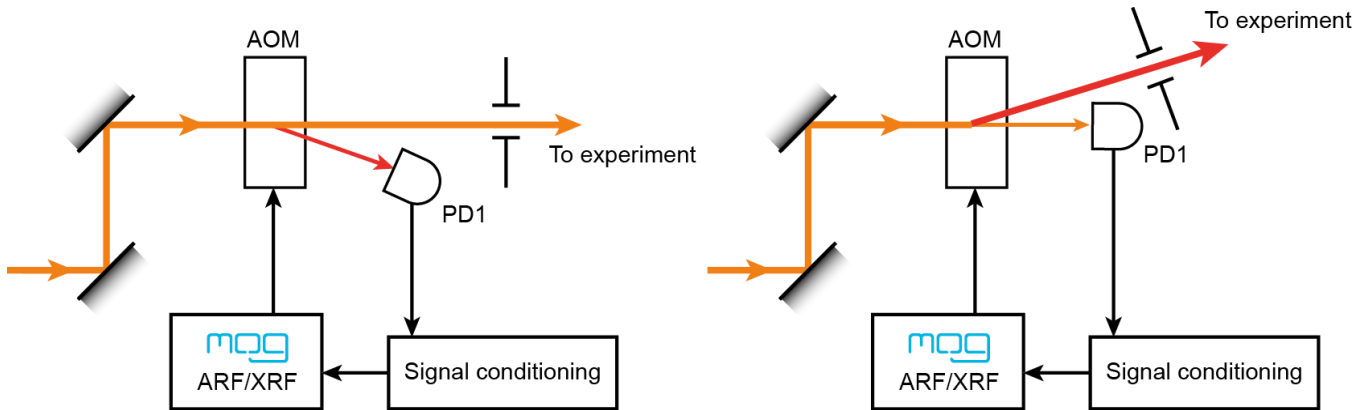 AOM
To experiment
PD1
mog
ARF/XRF
Signal conditioning
To experiment
AOM
PD1
mog
ARF/XRF
Signal conditioning